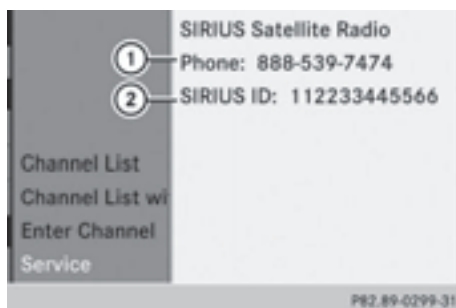 SIRIUS Satellite Radio
1 Phone: 888-539-7474
2 SIRIUS ID: 112233445566
Channel List
Channel List wi
Enter Channel
Service
P82.89-0299-31